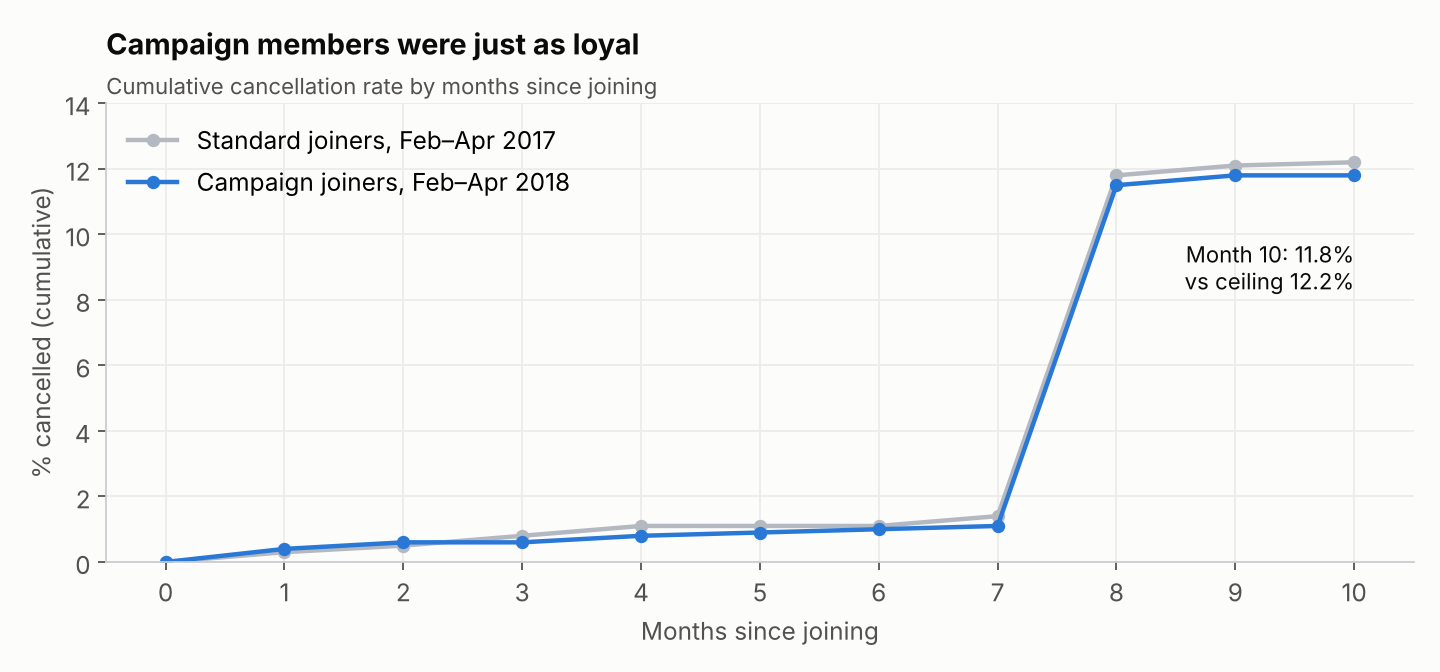 Campaign members were just as loyal
Cumulative cancellation rate by months since joining
14
12
10
8
6
4
2
0
% cancelled (cumulative)
Standard joiners, Feb–Apr 2017
Campaign joiners, Feb–Apr 2018
Month 10: 11.8%
vs ceiling 12.2%
0 1 2 3 4 5 6 7 8 9 10
Months since joining